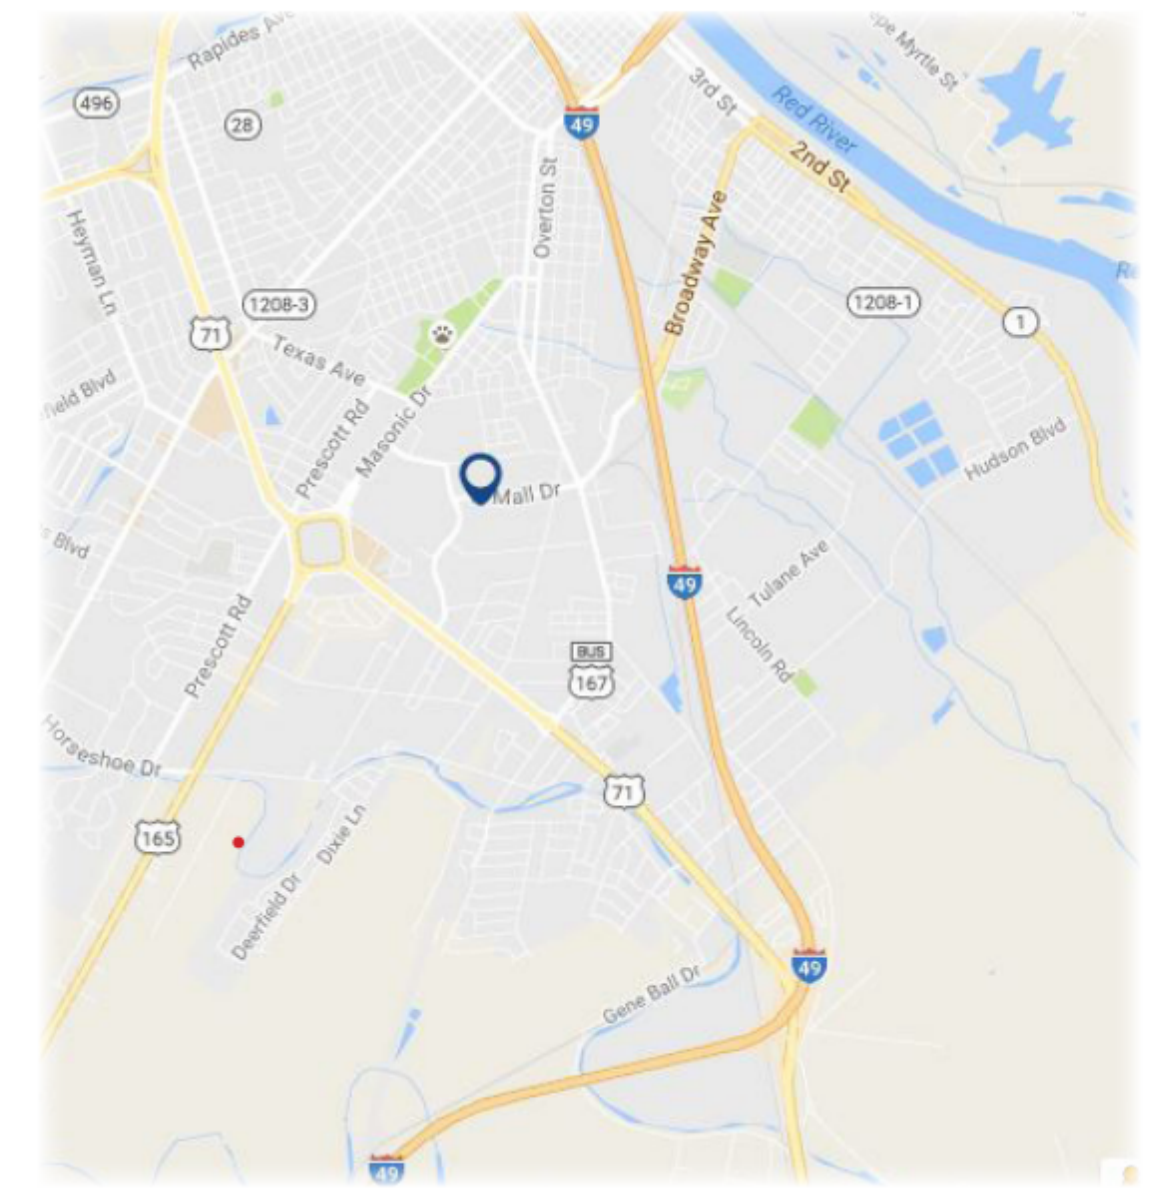 Rapides Ave
496
28
49
3rd St
Myrtle St
Red River
2nd St
Overton St
Heyman Ln
Broadway Ave
1208-3
1208-1
71
1
Texas Ave
field Blvd
Prescott Rd
Masonic Dr
Hudson Blvd
Mall Dr
Blvd
49
Tulane Ave
Lincoln Rd
Prescott Rd
BUS
167
Horseshoe Dr
71
165
Dixie Ln
Deerfield Dr
49
Gene Ball Dr
49